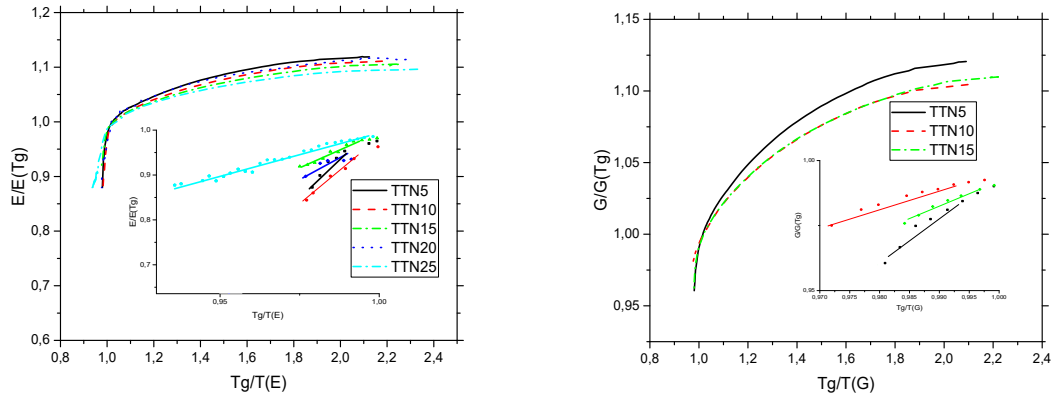 E/E(Tg)
1,2
1,1
1,0
0,9
0,8
0,7
0,6
0,8 1,0 1,2 1,4 1,6 1,8 2,0 2,2 2,4
Tg/T(E)
E/E(Tg)
1,0
0,9
0,8
0,7
0,95 1,00
Tg/T(E)
TTN5
TTN10
TTN15
TTN20
TTN25
G/G(Tg)
1,15
1,10
1,05
1,00
0,95
0,8 1,0 1,2 1,4 1,6 1,8 2,0 2,2 2,4
Tg/T(G)
TTN5
TTN10
TTN15
G/G(Tg)
1,00
0,95
0,970 0,975 0,980 0,985 0,990 0,995 1,000
Tg/T(G)